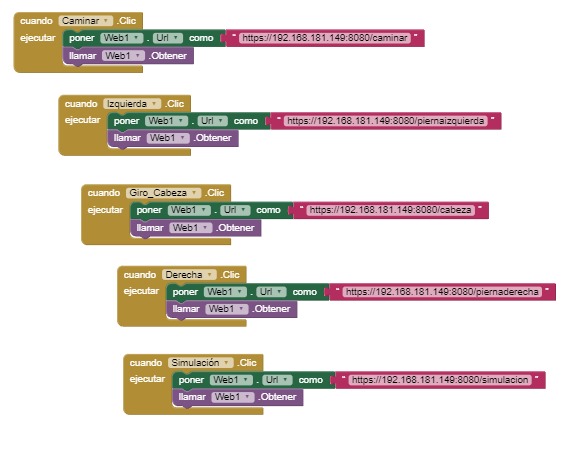 cuando Caminar .Clic
ejecutar poner Web1 . Url como " https://192.168.181.149:8080/caminar "
llamar Web1 .Obtener
cuando Izquierda .Clic
ejecutar poner Web1 . Url como " https://192.168.181.149:8080/piernaizquierda "
llamar Web1 .Obtener
cuando Giro_Cabeza .Clic
ejecutar poner Web1 . Url como " https://192.168.181.149:8080/cabeza "
llamar Web1 .Obtener
cuando Derecha .Clic
ejecutar poner Web1 . Url como " https://192.168.181.149:8080/piernaderecha "
llamar Web1 .Obtener
cuando Simulación .Clic
ejecutar poner Web1 . Url como " https://192.168.181.149:8080/simulacion "
llamar Web1 .Obtener